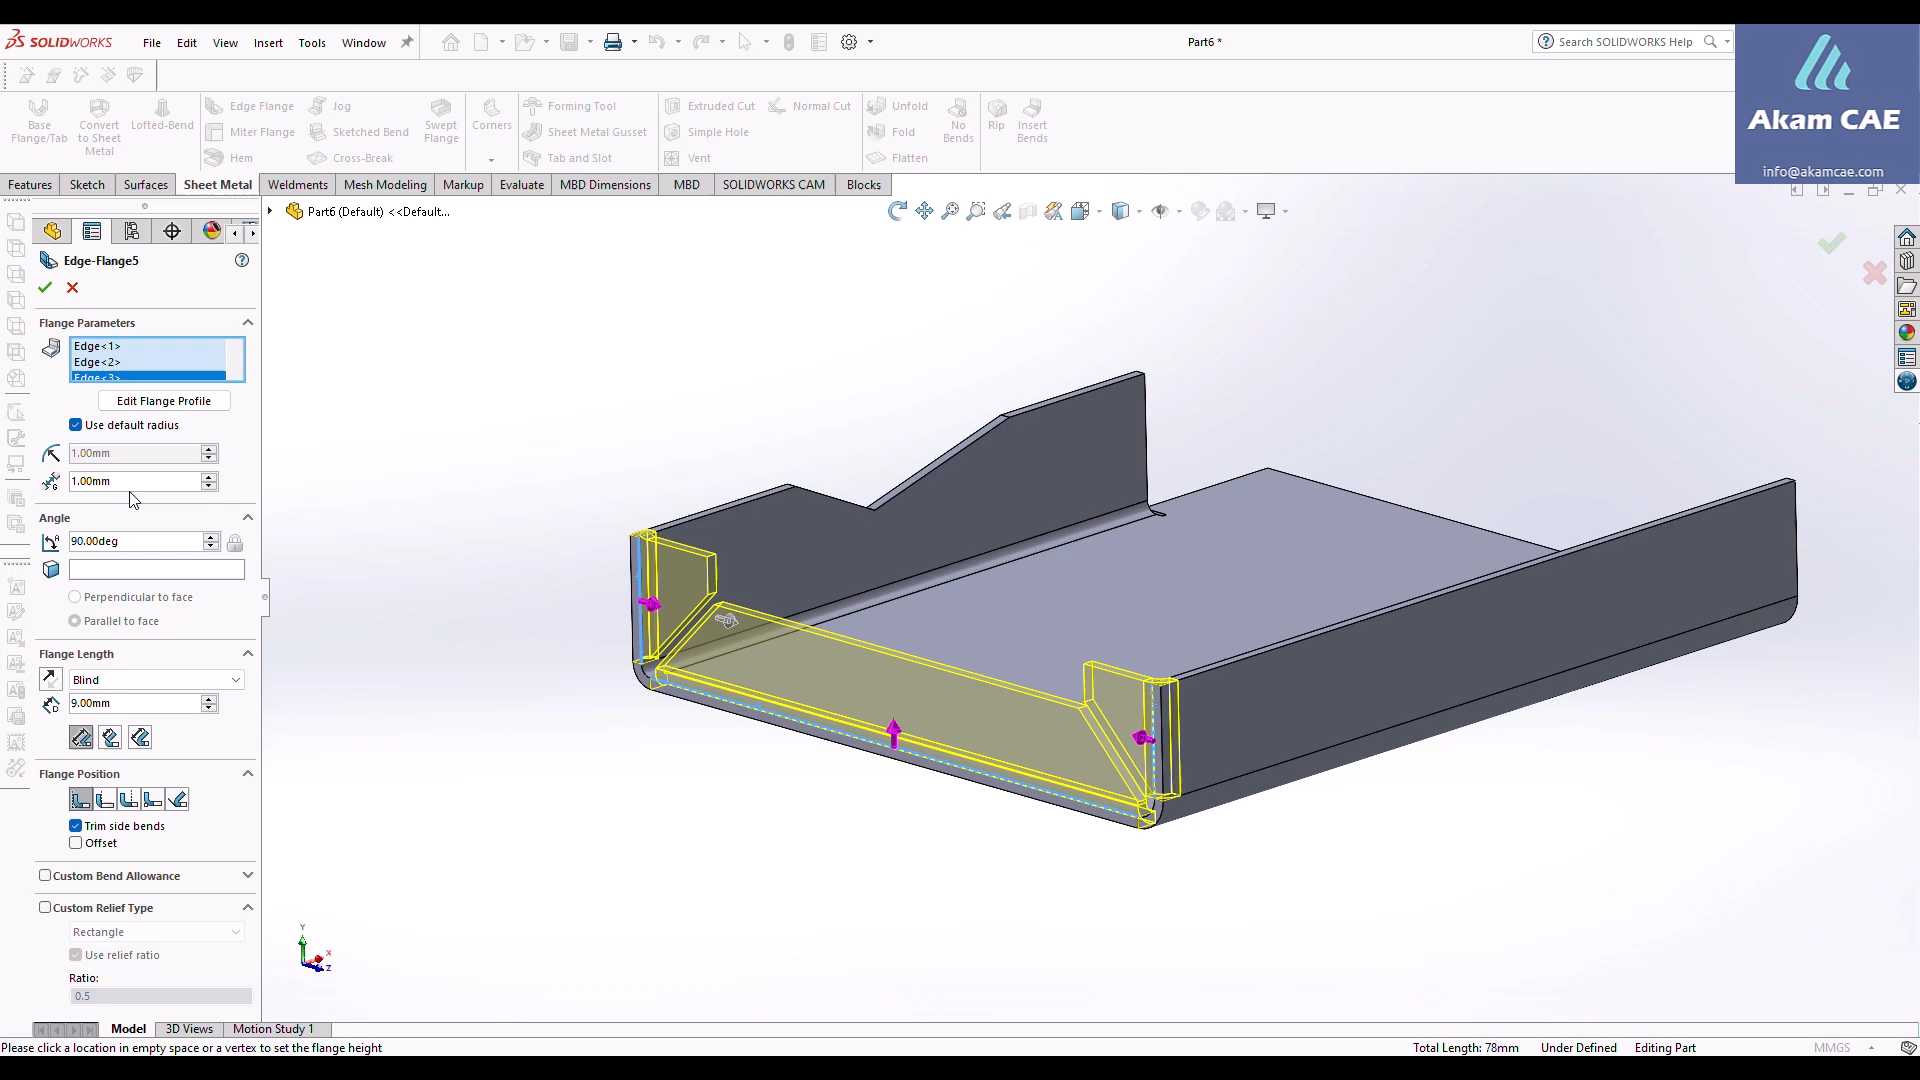 SOLIDWORKS File Edit View Insert Tools Window Part6 * Search SOLIDWORKS Help
Akam CAE
info@akamcae.com
Base Flange/Tab
Convert to Sheet Metal
Lofted-Bend
Edge Flange
Miter Flange
Hem
Jog
Sketched Bend
Cross-Break
Swept Flange
Corners
Forming Tool
Sheet Metal Gusset
Tab and Slot
Extruded Cut
Simple Hole
Vent
Normal Cut
Unfold
Fold
Flatten
No Bends
Rip
Insert Bends
Features Sketch Surfaces Sheet Metal Weldments Mesh Modeling Markup Evaluate MBD Dimensions MBD SOLIDWORKS CAM Blocks
Part6 (Default) <<Default...
Edge-Flange5
Flange Parameters
Edge<1>
Edge<2>
Edge<3>
Edit Flange Profile
Use default radius
1.00mm
1.00mm
Angle
90.00deg
Perpendicular to face
Parallel to face
Flange Length
Blind
9.00mm
Flange Position
Trim side bends
Offset
Custom Bend Allowance
Custom Relief Type
Rectangle
Use relief ratio
Ratio:
0.5
Y
X
Z
Model 3D Views Motion Study 1
Please click a location in empty space or a vertex to set the flange height Total Length: 78mm Under Defined Editing Part MMGS